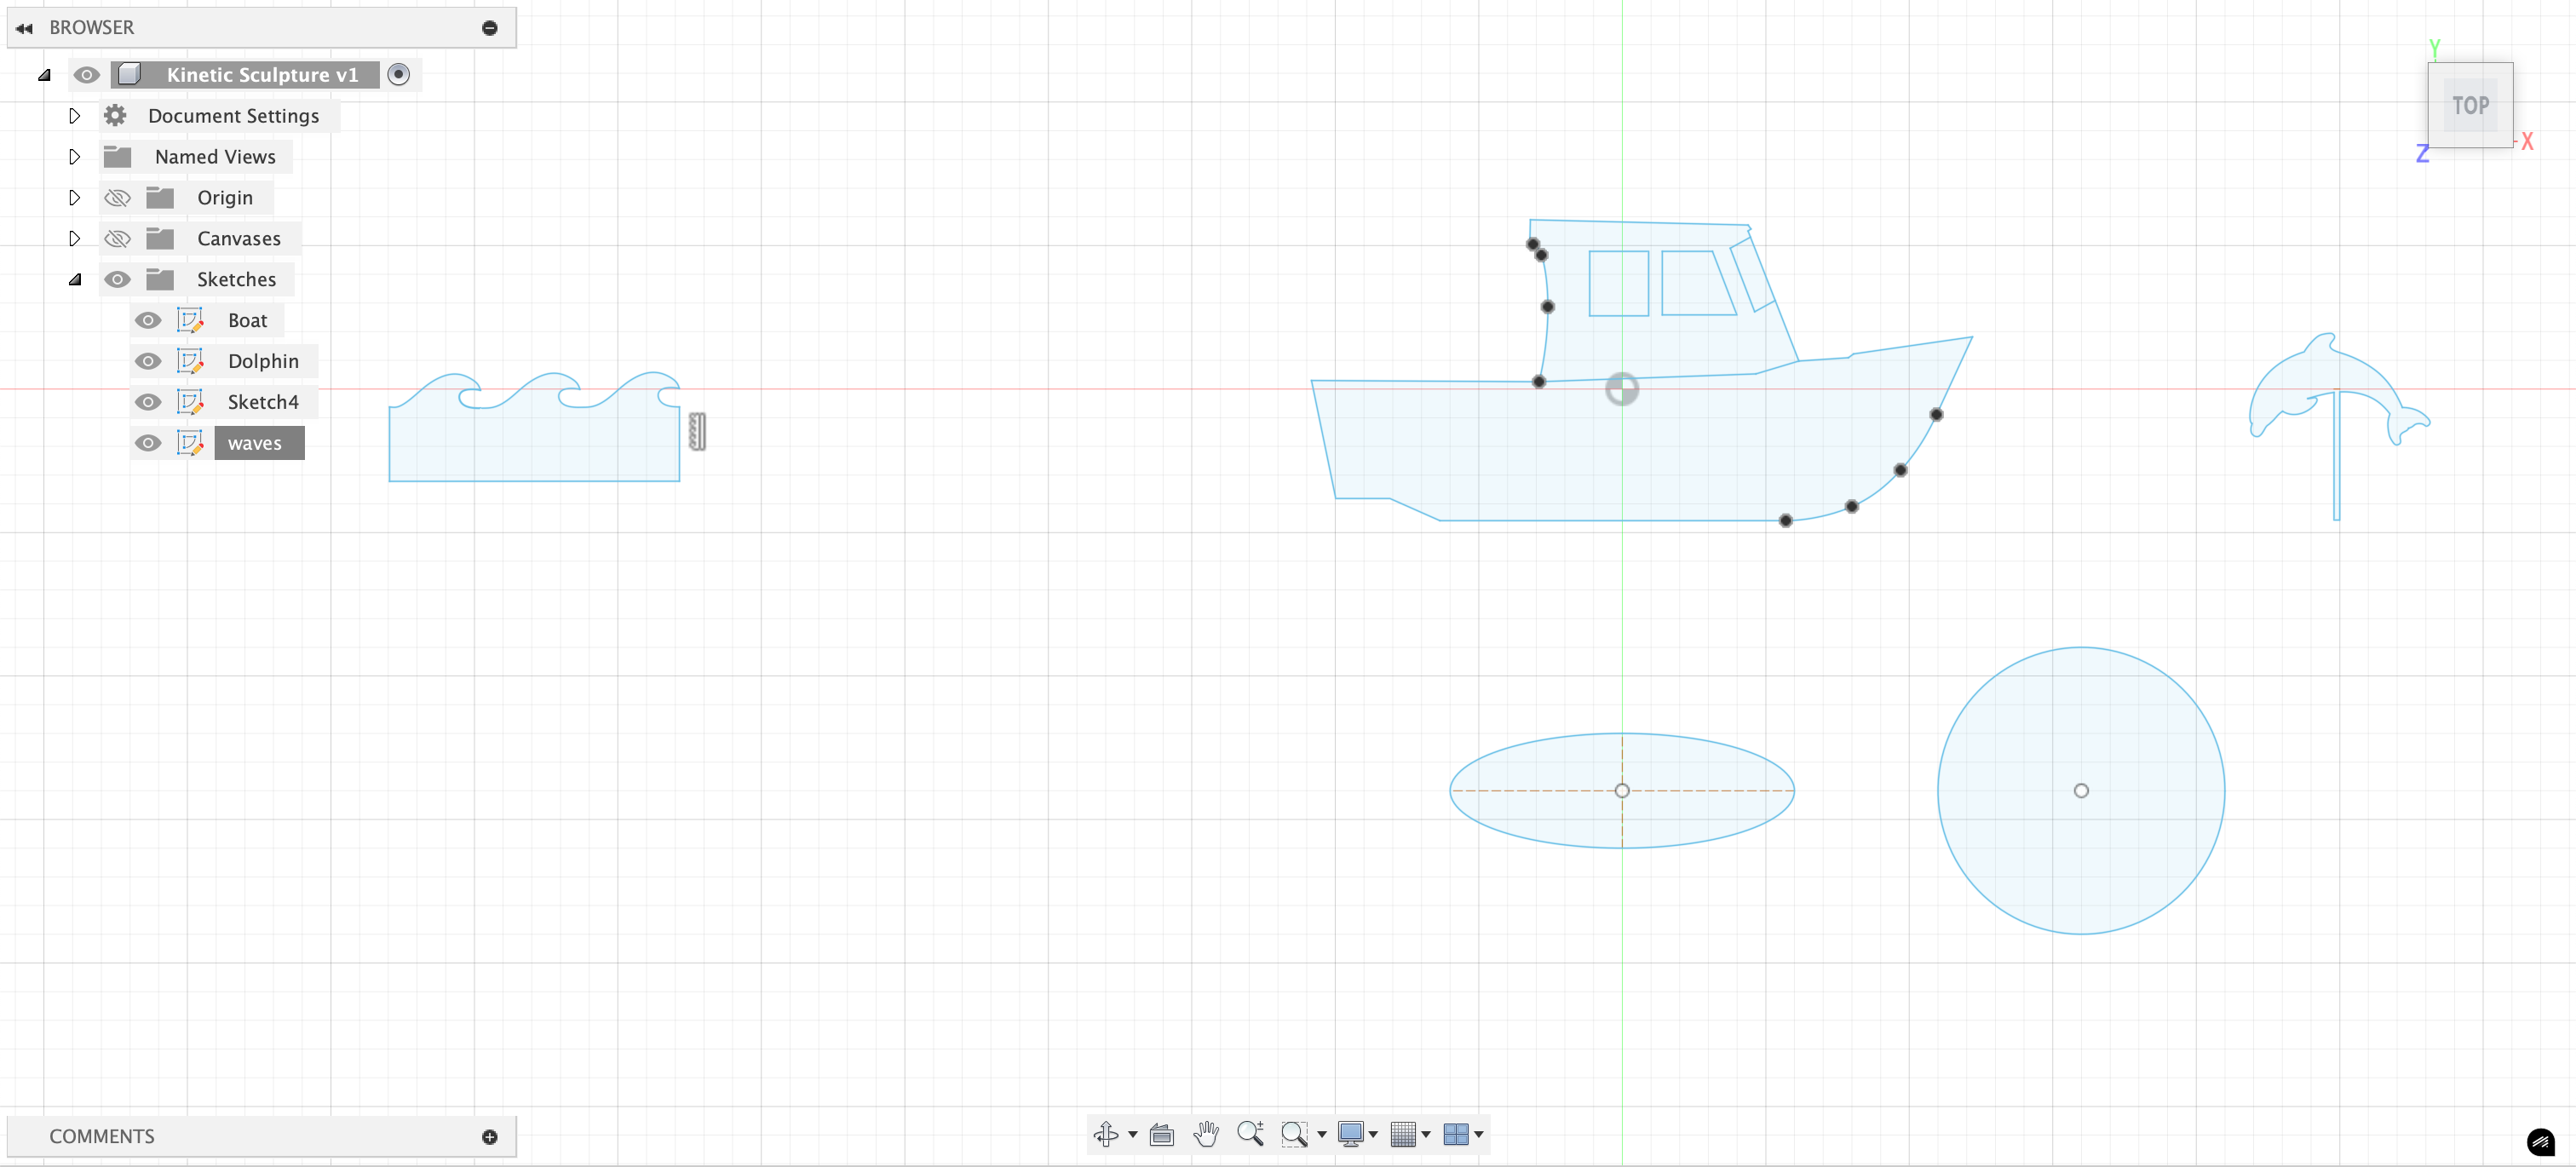 BROWSER
Kinetic Sculpture v1
Document Settings
Named Views
Origin
Canvases
Sketches
Boat
Dolphin
Sketch4
waves
Y
TOP
X
Z
COMMENTS